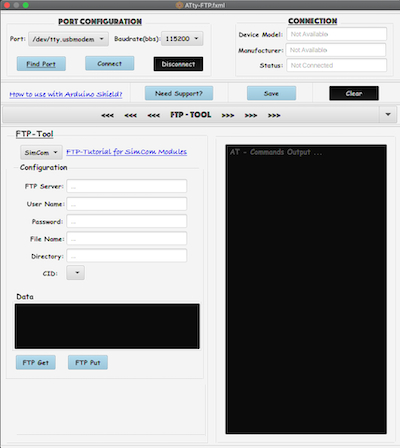 ATty-FTP.fxml
PORT CONFIGURATION
Port: /dev/tty.usbmodem Baudrate(bbs): 115200
Find Port Connect Disconnect
CONNECTION
Device Model: Not Available
Manufacturer: Not Available
Status: Not Connected
How to use with Arduino Shield? Need Support? Save Clear
<<< <<< <<< FTP - TOOL >>> >>> >>>
FTP-Tool
SimCom FTP-Tutorial for SimCom Modules
Configuration
FTP Server: ...
User Name: ...
Password: ...
File Name: ...
Directory: ...
CID:
Data
...
FTP Get FTP Put
AT - Commands Output ...